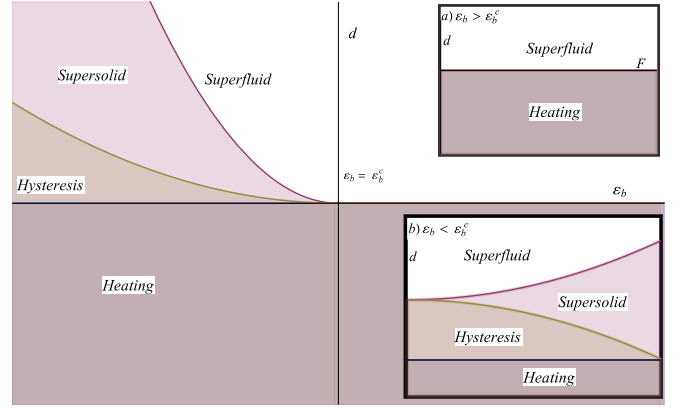 d
a) ε_b > ε_b^c
d
Superfluid
F
Heating
Supersolid
Superfluid
Hysteresis
ε_b = ε_b^c
ε_b
Heating
b) ε_b < ε_b^c
d
Superfluid
Supersolid
Hysteresis
Heating